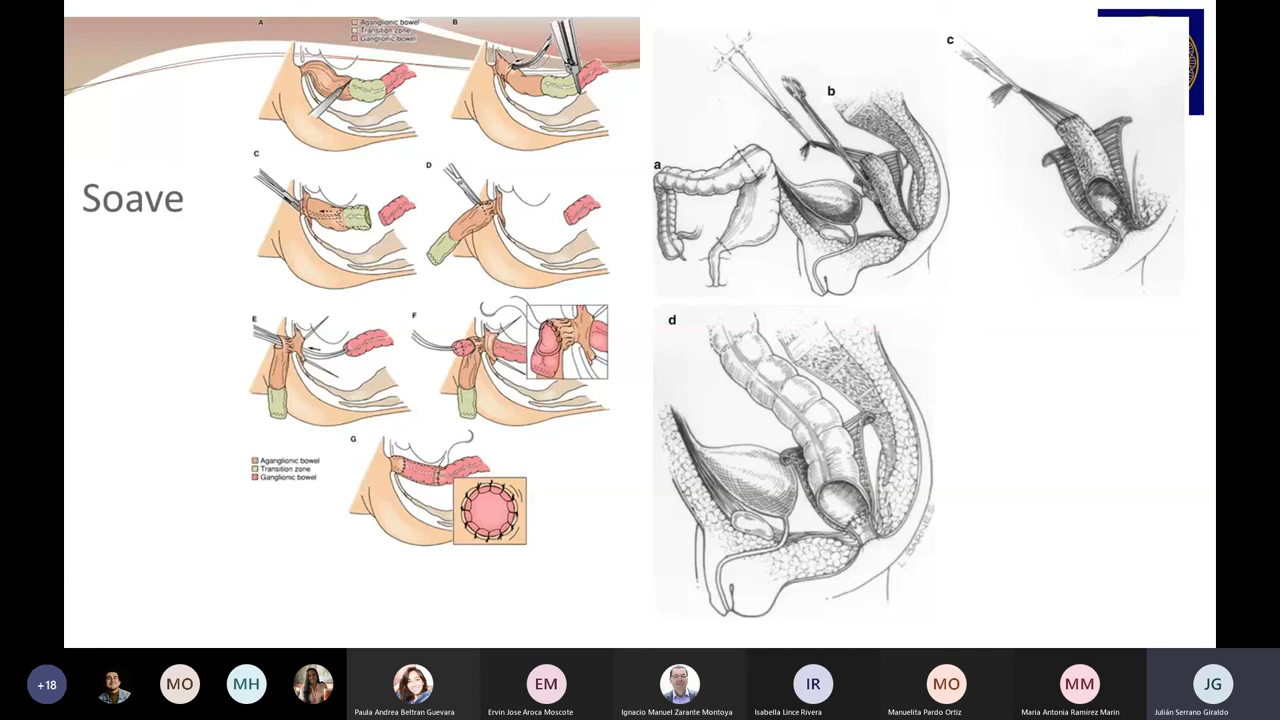 A
Aganglionic bowel
Transition zone
Ganglionic bowel
B
Soave
C
D
E
F
G
Aganglionic bowel
Transition zone
Ganglionic bowel
a
b
c
d
L BARNES
+18
MO
MH
Paula Andrea Beltran Guevara
EM
Ervin Jose Aroca Moscote
Ignacio Manuel Zarante Montoya
IR
Isabella Lince Rivera
MO
Manuelita Pardo Ortiz
MM
Maria Antonia Ramirez Marin
JG
Julián Serrano Giraldo